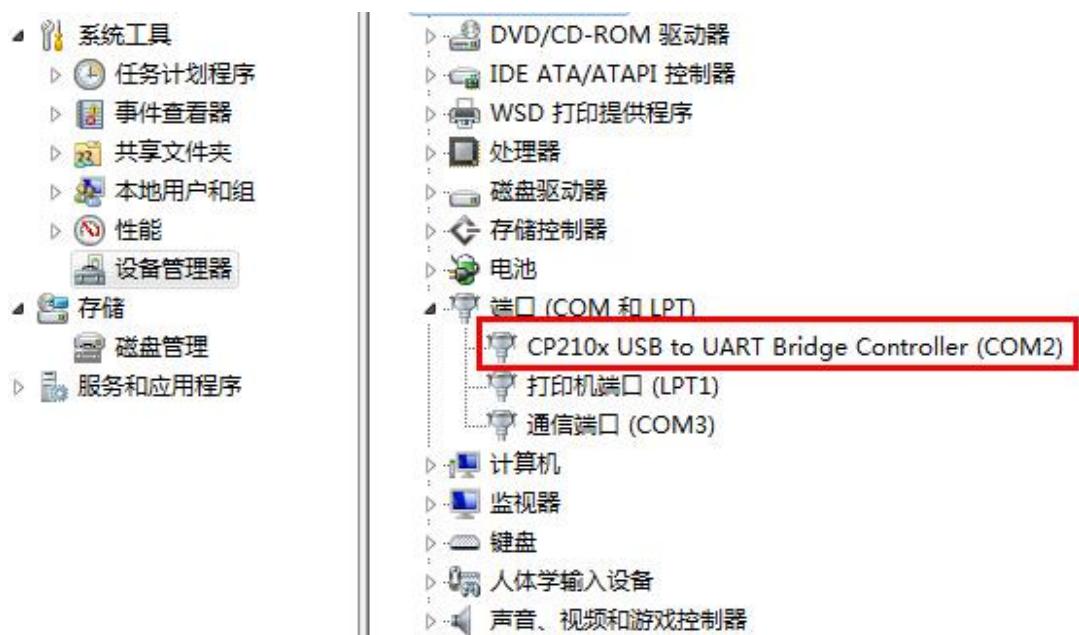 系统工具
任务计划程序
事件查看器
共享文件夹
本地用户和组
性能
设备管理器
存储
磁盘管理
服务和应用程序
DVD/CD-ROM 驱动器
IDE ATA/ATAPI 控制器
WSD 打印提供程序
处理器
磁盘驱动器
存储控制器
电池
端口 (COM 和 LPT)
CP210x USB to UART Bridge Controller (COM2)
打印机端口 (LPT1)
通信端口 (COM3)
计算机
监视器
键盘
人体学输入设备
声音、视频和游戏控制器